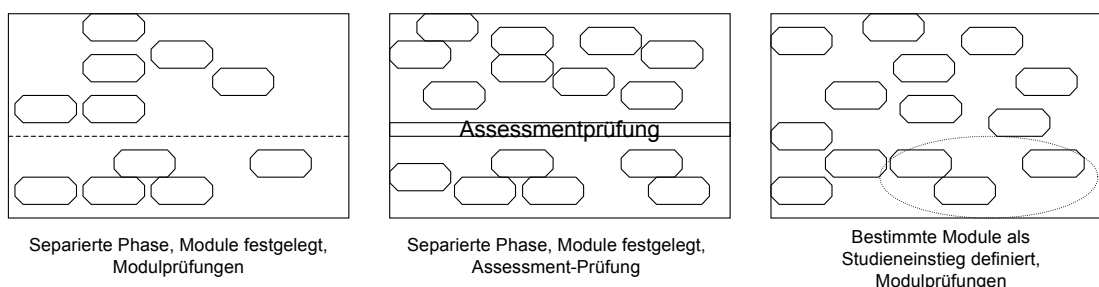 Assessmentprüfung
Separierte Phase, Module festgelegt,
Modulprüfungen
Separierte Phase, Module festgelegt,
Assessment-Prüfung
Bestimmte Module als
Studieneinstieg definiert,
Modulprüfungen